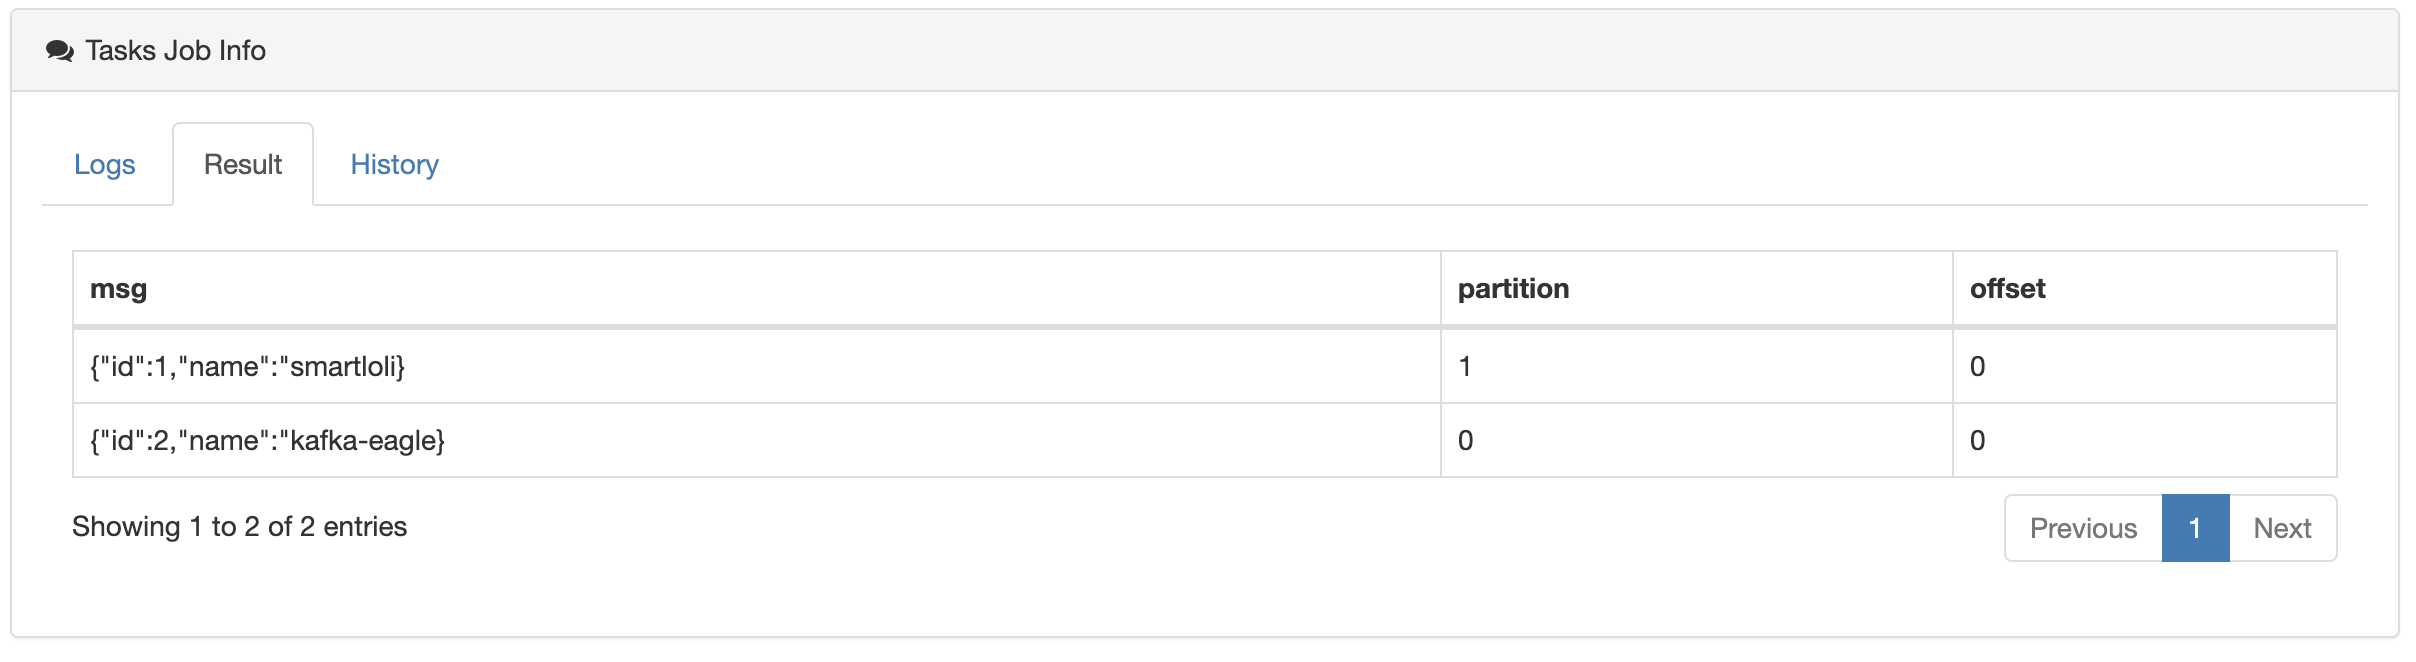 Tasks Job Info
Logs Result History
msg partition offset
{"id":1,"name":"smartloli} 1 0
{"id":2,"name":"kafka-eagle} 0 0
Showing 1 to 2 of 2 entries Previous 1 Next